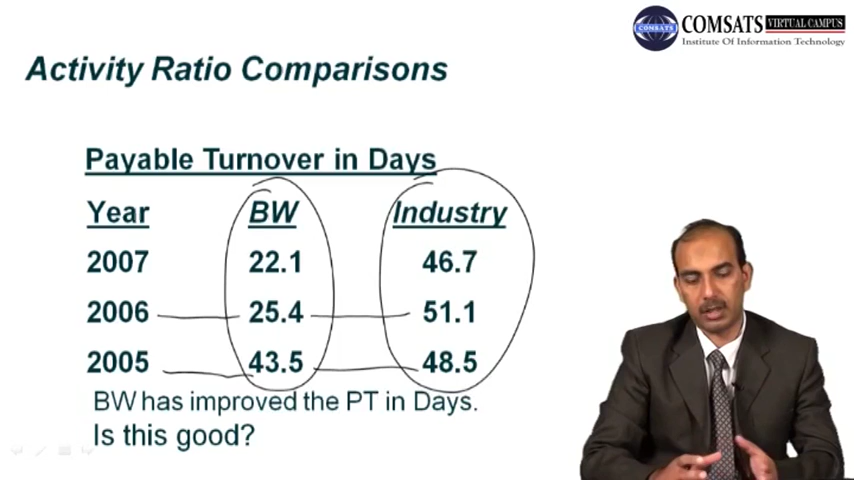 COMSATS VIRTUAL CAMPUS
COMSATS
Institute Of Information Technology
Activity Ratio Comparisons
Payable Turnover in Days
Year BW Industry
2007 22.1 46.7
2006 25.4 51.1
2005 43.5 48.5
BW has improved the PT in Days.
Is this good?